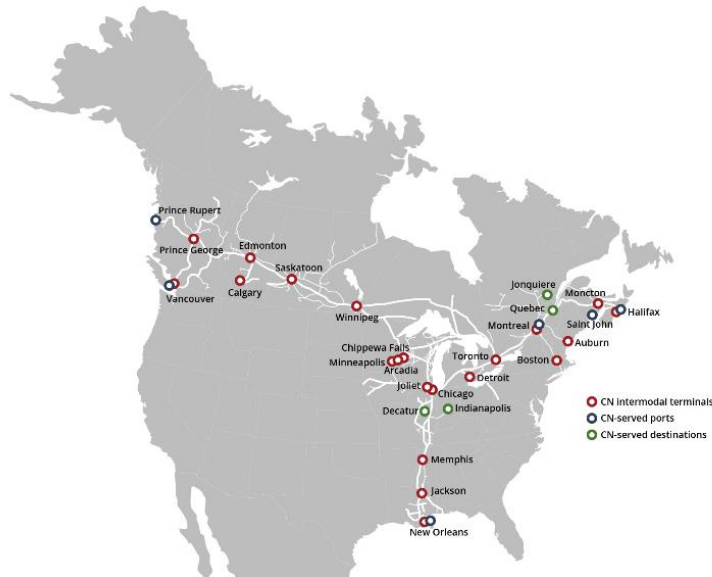 Prince Rupert
Prince George
Edmonton
Saskatoon
Vancouver
Calgary
Winnipeg
Jonquiere
Moncton
Quebec
Halifax
Montreal
Saint John
Auburn
Chippewa Falls
Minneapolis
Toronto
Boston
Arcadia
Detroit
Joliet
Chicago
Decatur
Indianapolis
CN intermodal terminals
CN-served ports
CN-served destinations
Memphis
Jackson
New Orleans